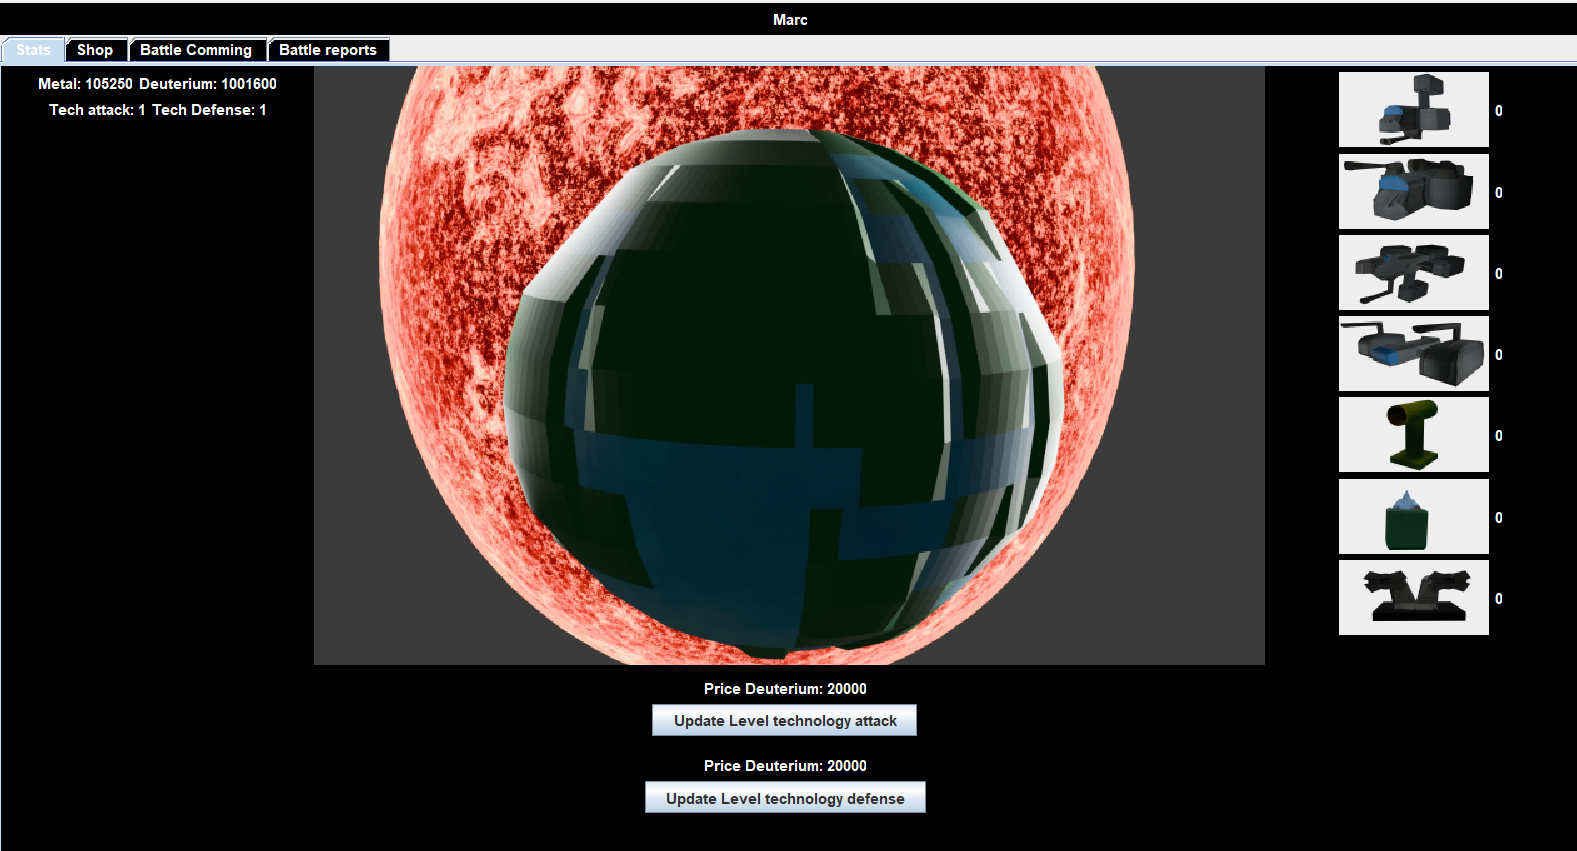 Marc
Stats Shop Battle Comming Battle reports
Metal: 105250 Deuterium: 1001600
Tech attack: 1 Tech Defense: 1
0
0
0
0
0
0
0
Price Deuterium: 20000
Update Level technology attack
Price Deuterium: 20000
Update Level technology defense